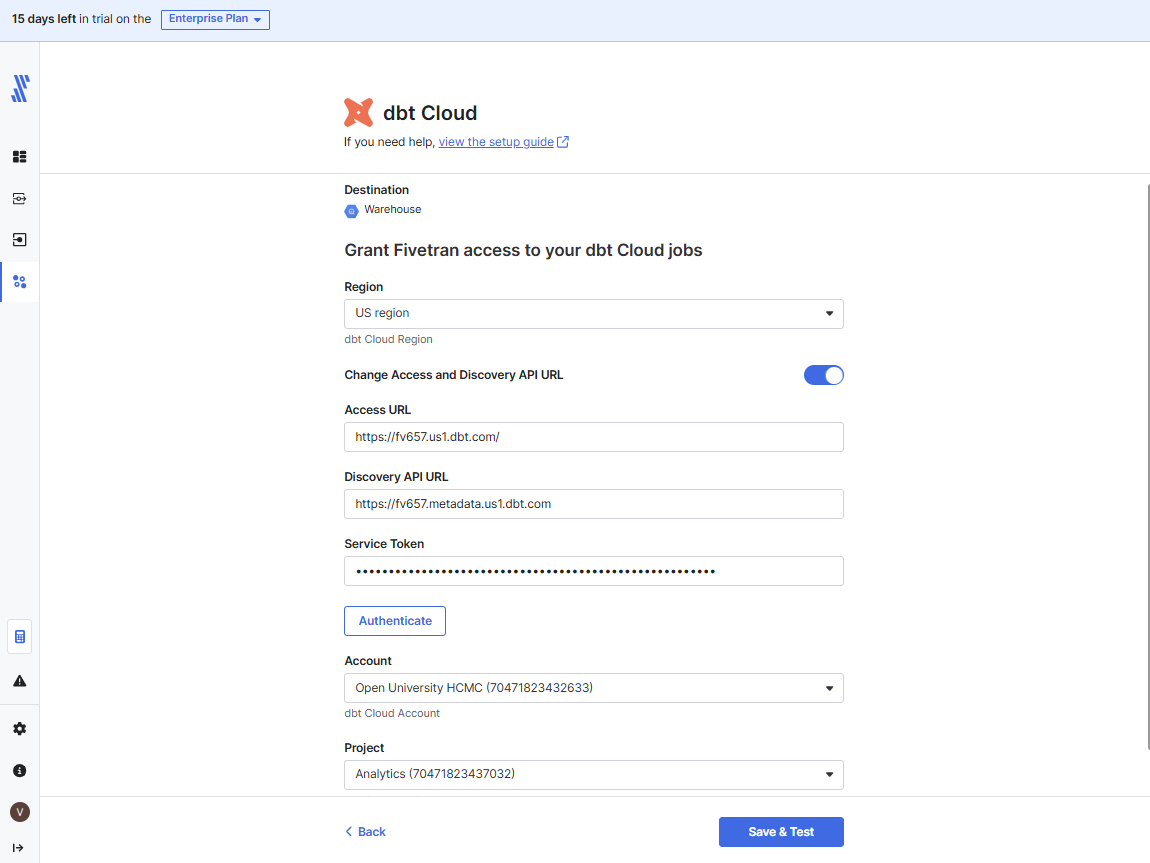 15 days left in trial on the Enterprise Plan
dbt Cloud
If you need help, view the setup guide
Destination
Warehouse
Grant Fivetran access to your dbt Cloud jobs
Region
US region
dbt Cloud Region
Change Access and Discovery API URL
Access URL
https://fv657.us1.dbt.com/
Discovery API URL
https://fv657.metadata.us1.dbt.com
Service Token
Authenticate
Account
Open University HCMC (70471823432633)
dbt Cloud Account
Project
Analytics (70471823437032)
V
Back
Save & Test